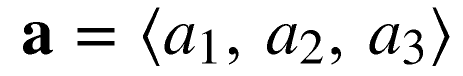 a = ⟨a₁, a₂, a₃⟩